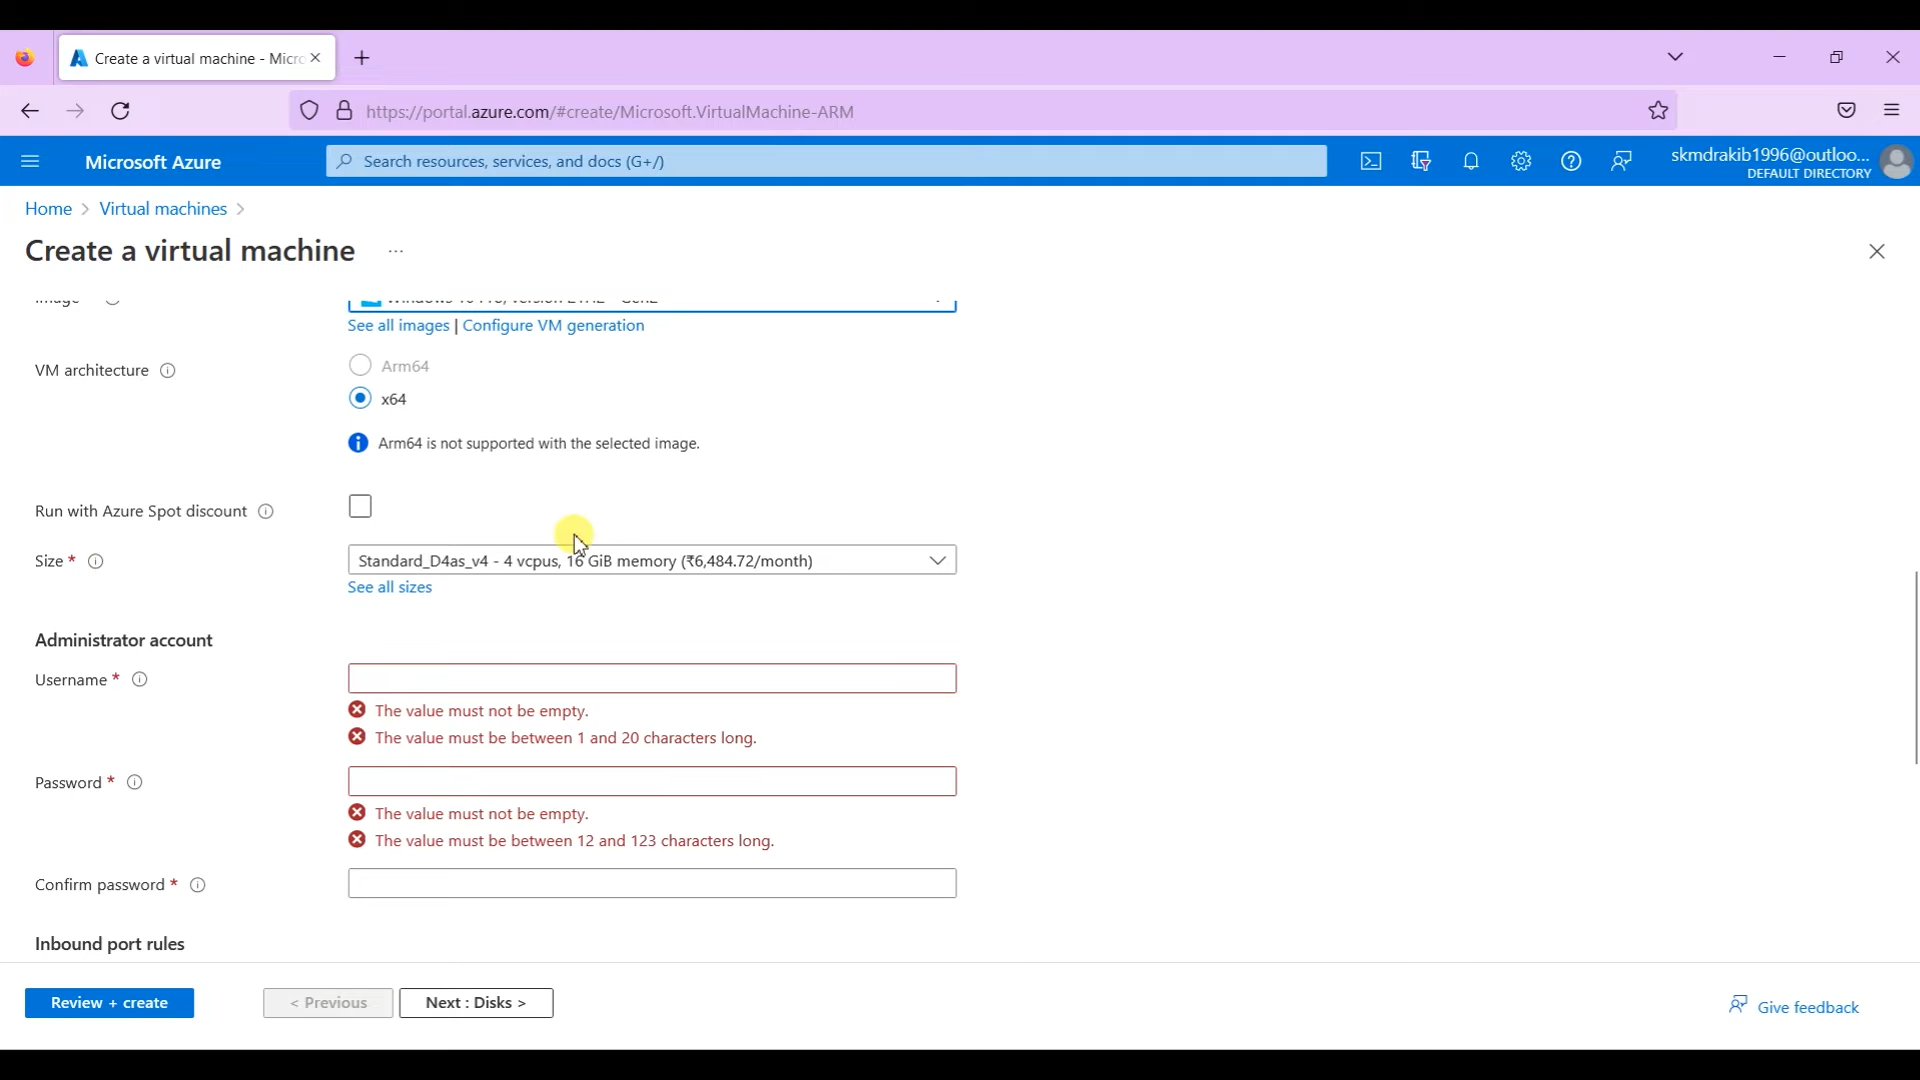 Create a virtual machine - Micro
https://portal.azure.com/#create/Microsoft.VirtualMachine-ARM
Microsoft Azure
Search resources, services, and docs (G+/)
skmdrakib1996@outloo...
DEFAULT DIRECTORY
Home > Virtual machines >
Create a virtual machine ...
See all images | Configure VM generation
VM architecture
Arm64
x64
Arm64 is not supported with the selected image.
Run with Azure Spot discount
Size *
Standard_D4as_v4 - 4 vcpus, 16 GiB memory (₹6,484.72/month)
See all sizes
Administrator account
Username *
The value must not be empty.
The value must be between 1 and 20 characters long.
Password *
The value must not be empty.
The value must be between 12 and 123 characters long.
Confirm password *
Inbound port rules
Review + create
< Previous
Next : Disks >
Give feedback